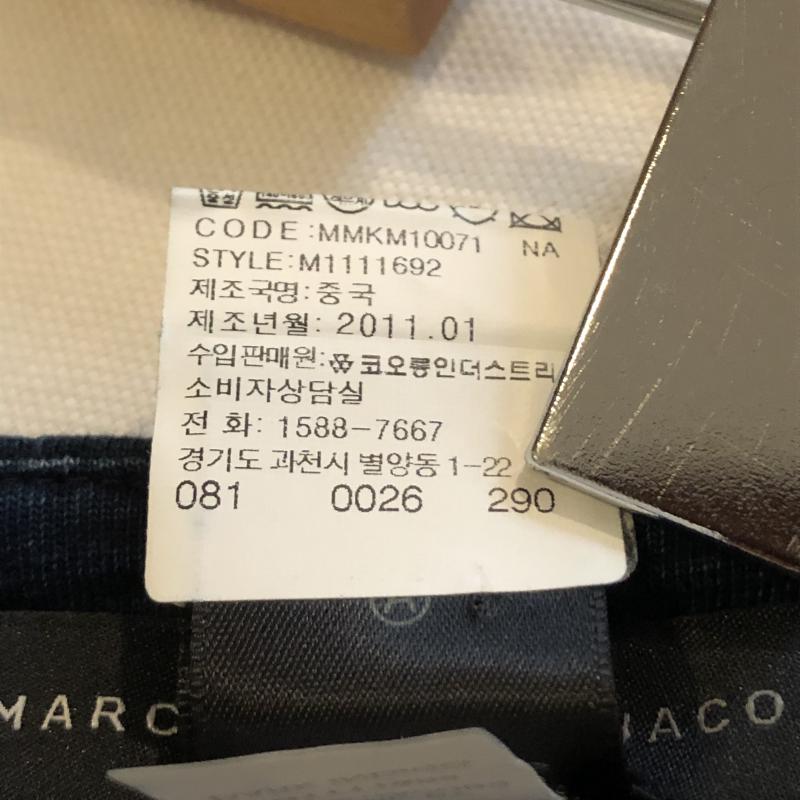 CODE:MMKM10071 NA
STYLE:M1111692
제조국명:중국
제조년월: 2011.01
수입판매원: 코오롱인더스트리
소비자상담실
전 화: 1588-7667
경기도 과천시 별양동 1-22
081 0026 290
MARC JACO